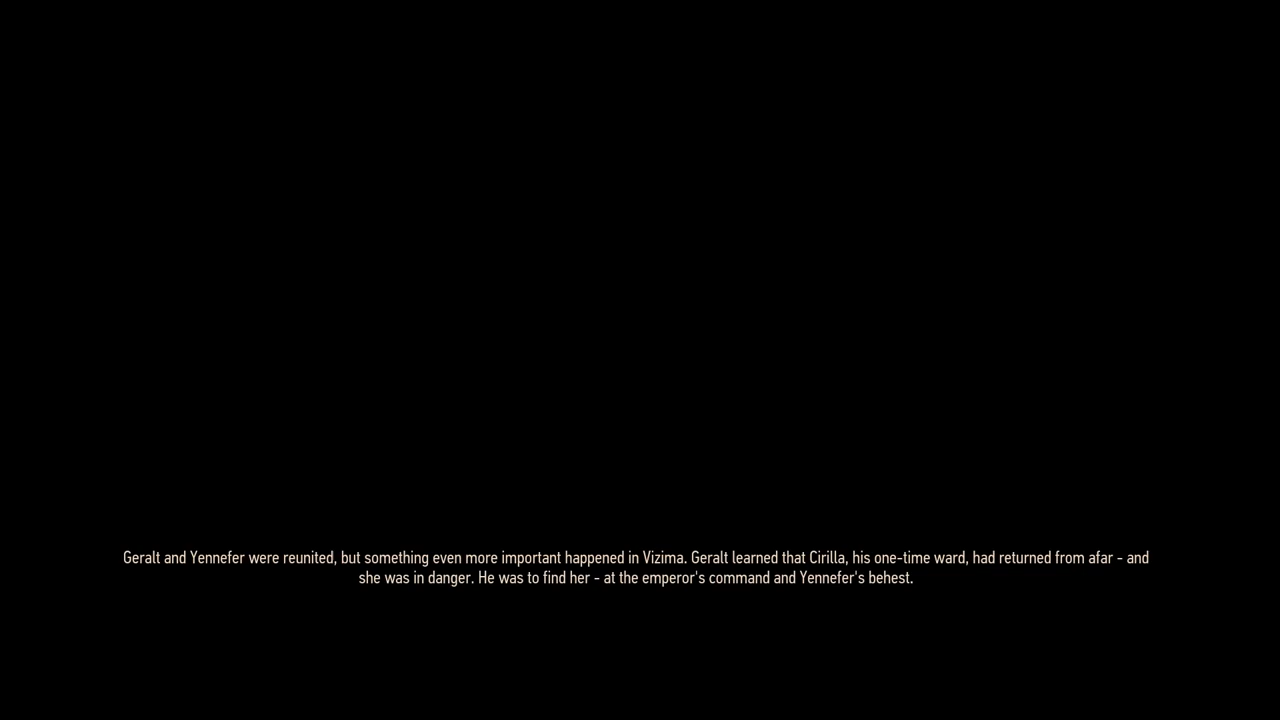 Geralt and Yennefer were reunited, but something even more important happened in Vizima. Geralt learned that Cirilla, his one-time ward, had returned from afar - and
she was in danger. He was to find her - at the emperor's command and Yennefer's behest.